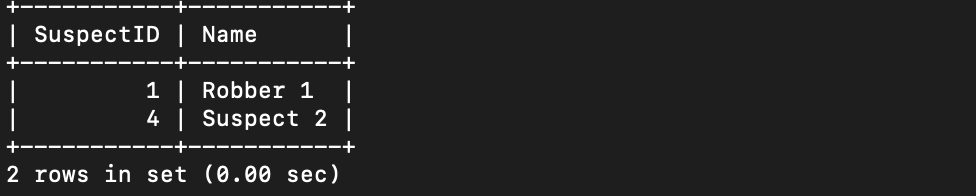 +-----------+-----------+
| SuspectID | Name      |
+-----------+-----------+
|         1 | Robber 1  |
|         4 | Suspect 2 |
+-----------+-----------+
2 rows in set (0.00 sec)